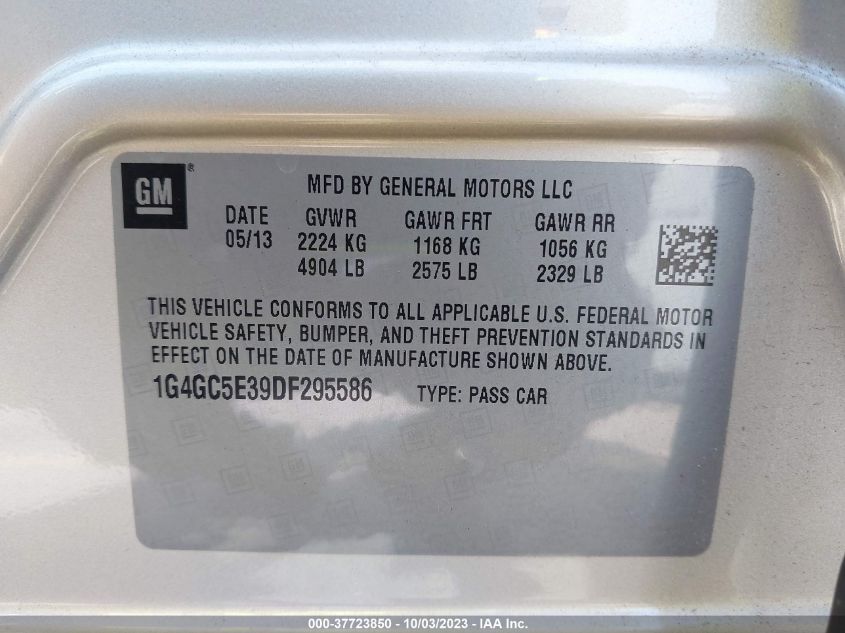 GM ®
MFD BY GENERAL MOTORS LLC
DATE GVWR GAWR FRT GAWR RR
05/13 2224 KG 1168 KG 1056 KG
4904 LB 2575 LB 2329 LB
THIS VEHICLE CONFORMS TO ALL APPLICABLE U.S. FEDERAL MOTOR
VEHICLE SAFETY, BUMPER, AND THEFT PREVENTION STANDARDS IN
EFFECT ON THE DATE OF MANUFACTURE SHOWN ABOVE.
1G4GC5E39DF295586 TYPE: PASS CAR
000-37723850 - 10/03/2023 - IAA Inc.